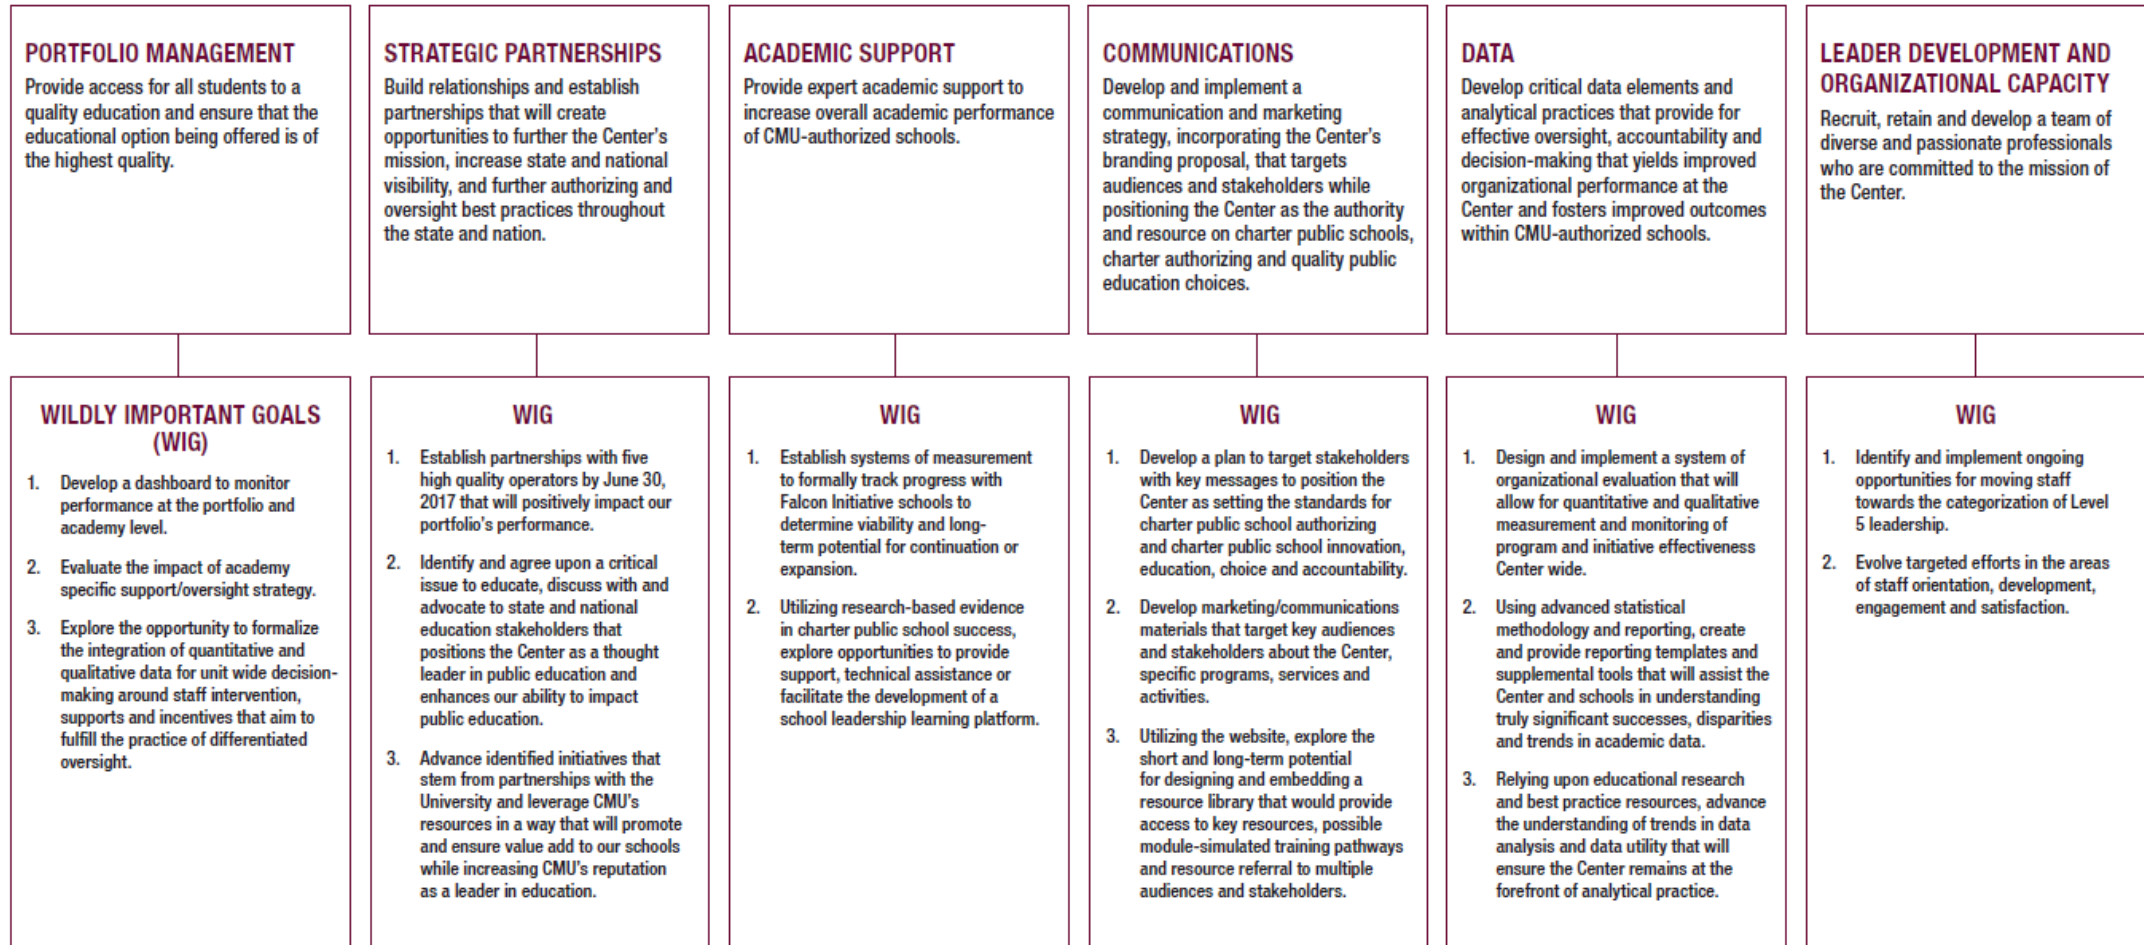 PORTFOLIO MANAGEMENT
Provide access for all students to a
quality education and ensure that the
educational option being offered is of
the highest quality.
STRATEGIC PARTNERSHIPS
Build relationships and establish
partnerships that will create
opportunities to further the Center's
mission, increase state and national
visibility, and further authorizing and
oversight best practices throughout
the state and nation.
ACADEMIC SUPPORT
Provide expert academic support to
increase overall academic performance
of CMU-authorized schools.
COMMUNICATIONS
Develop and implement a
communication and marketing
strategy, incorporating the Center's
branding proposal, that targets
audiences and stakeholders while
positioning the Center as the authority
and resource on charter public schools,
charter authorizing and quality public
education choices.
DATA
Develop critical data elements and
analytical practices that provide for
effective oversight, accountability and
decision-making that yields improved
organizational performance at the
Center and fosters improved outcomes
within CMU-authorized schools.
LEADER DEVELOPMENT AND
ORGANIZATIONAL CAPACITY
Recruit, retain and develop a team of
diverse and passionate professionals
who are committed to the mission of
the Center.
WILDLY IMPORTANT GOALS
(WIG)
1. Develop a dashboard to monitor
performance at the portfolio and
academy level.
2. Evaluate the impact of academy
specific support/oversight strategy.
3. Explore the opportunity to formalize
the integration of quantitative and
qualitative data for unit wide decision-
making around staff intervention,
supports and incentives that aim to
fulfill the practice of differentiated
oversight.
WIG
1. Establish partnerships with five
high quality operators by June 30,
2017 that will positively impact our
portfolio's performance.
2. Identify and agree upon a critical
issue to educate, discuss with and
advocate to state and national
education stakeholders that
positions the Center as a thought
leader in public education and
enhances our ability to impact
public education.
3. Advance identified initiatives that
stem from partnerships with the
University and leverage CMU's
resources in a way that will promote
and ensure value add to our schools
while increasing CMU's reputation
as a leader in education.
WIG
1. Establish systems of measurement
to formally track progress with
Falcon Initiative schools to
determine viability and long-
term potential for continuation or
expansion.
2. Utilizing research-based evidence
in charter public school success,
explore opportunities to provide
support, technical assistance or
facilitate the development of a
school leadership learning platform.
WIG
1. Develop a plan to target stakeholders
with key messages to position the
Center as setting the standards for
charter public school authorizing
and charter public school innovation,
education, choice and accountability.
2. Develop marketing/communications
materials that target key audiences
and stakeholders about the Center,
specific programs, services and
activities.
3. Utilizing the website, explore the
short and long-term potential
for designing and embedding a
resource library that would provide
access to key resources, possible
module-simulated training pathways
and resource referral to multiple
audiences and stakeholders.
WIG
1. Design and implement a system of
organizational evaluation that will
allow for quantitative and qualitative
measurement and monitoring of
program and initiative effectiveness
Center wide.
2. Using advanced statistical
methodology and reporting, create
and provide reporting templates and
supplemental tools that will assist the
Center and schools in understanding
truly significant successes, disparities
and trends in academic data.
3. Relying upon educational research
and best practice resources, advance
the understanding of trends in data
analysis and data utility that will
ensure the Center remains at the
forefront of analytical practice.
WIG
1. Identify and implement ongoing
opportunities for moving staff
towards the categorization of Level
5 leadership.
2. Evolve targeted efforts in the areas
of staff orientation, development,
engagement and satisfaction.